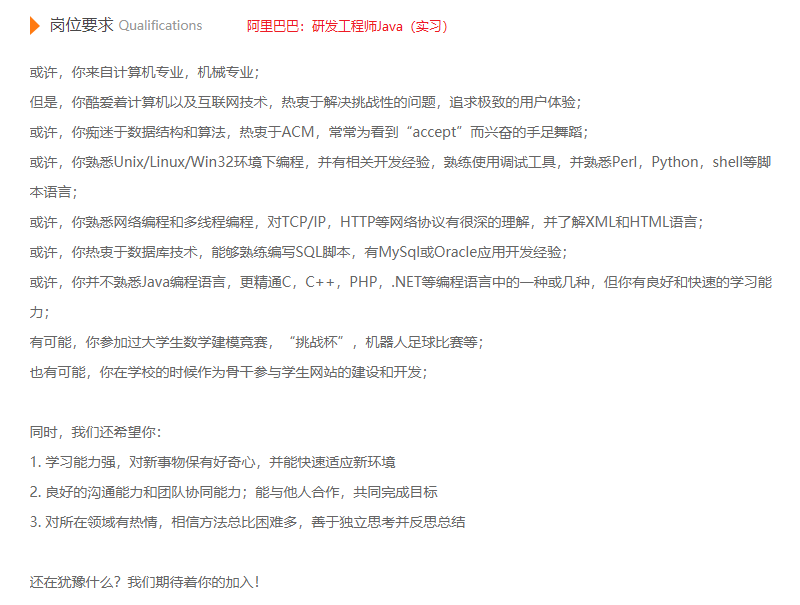 岗位要求 Qualifications 阿里巴巴：研发工程师Java（实习）
或许，你来自计算机专业，机械专业；
但是，你酷爱着计算机以及互联网技术，热衷于解决挑战性的问题，追求极致的用户体验；
或许，你痴迷于数据结构和算法，热衷于ACM，常常为看到“accept”而兴奋的手足舞蹈；
或许，你熟悉Unix/Linux/Win32环境下编程，并有相关开发经验，熟练使用调试工具，并熟悉Perl，Python，shell等脚
本语言；
或许，你熟悉网络编程和多线程编程，对TCP/IP，HTTP等网络协议有很深的理解，并了解XML和HTML语言；
或许，你热衷于数据库技术，能够熟练编写SQL脚本，有MySql或Oracle应用开发经验；
或许，你并不熟悉Java编程语言，更精通C，C++，PHP，.NET等编程语言中的一种或几种，但你有良好和快速的学习能
力；
有可能，你参加过大学生数学建模竞赛，“挑战杯”，机器人足球比赛等；
也有可能，你在学校的时候作为骨干参与学生网站的建设和开发；
同时，我们还希望你：
1. 学习能力强，对新事物保有好奇心，并能快速适应新环境
2. 良好的沟通能力和团队协同能力；能与他人合作，共同完成目标
3. 对所在领域有热情，相信方法总比困难多，善于独立思考并反思总结
还在犹豫什么？我们期待着你的加入！